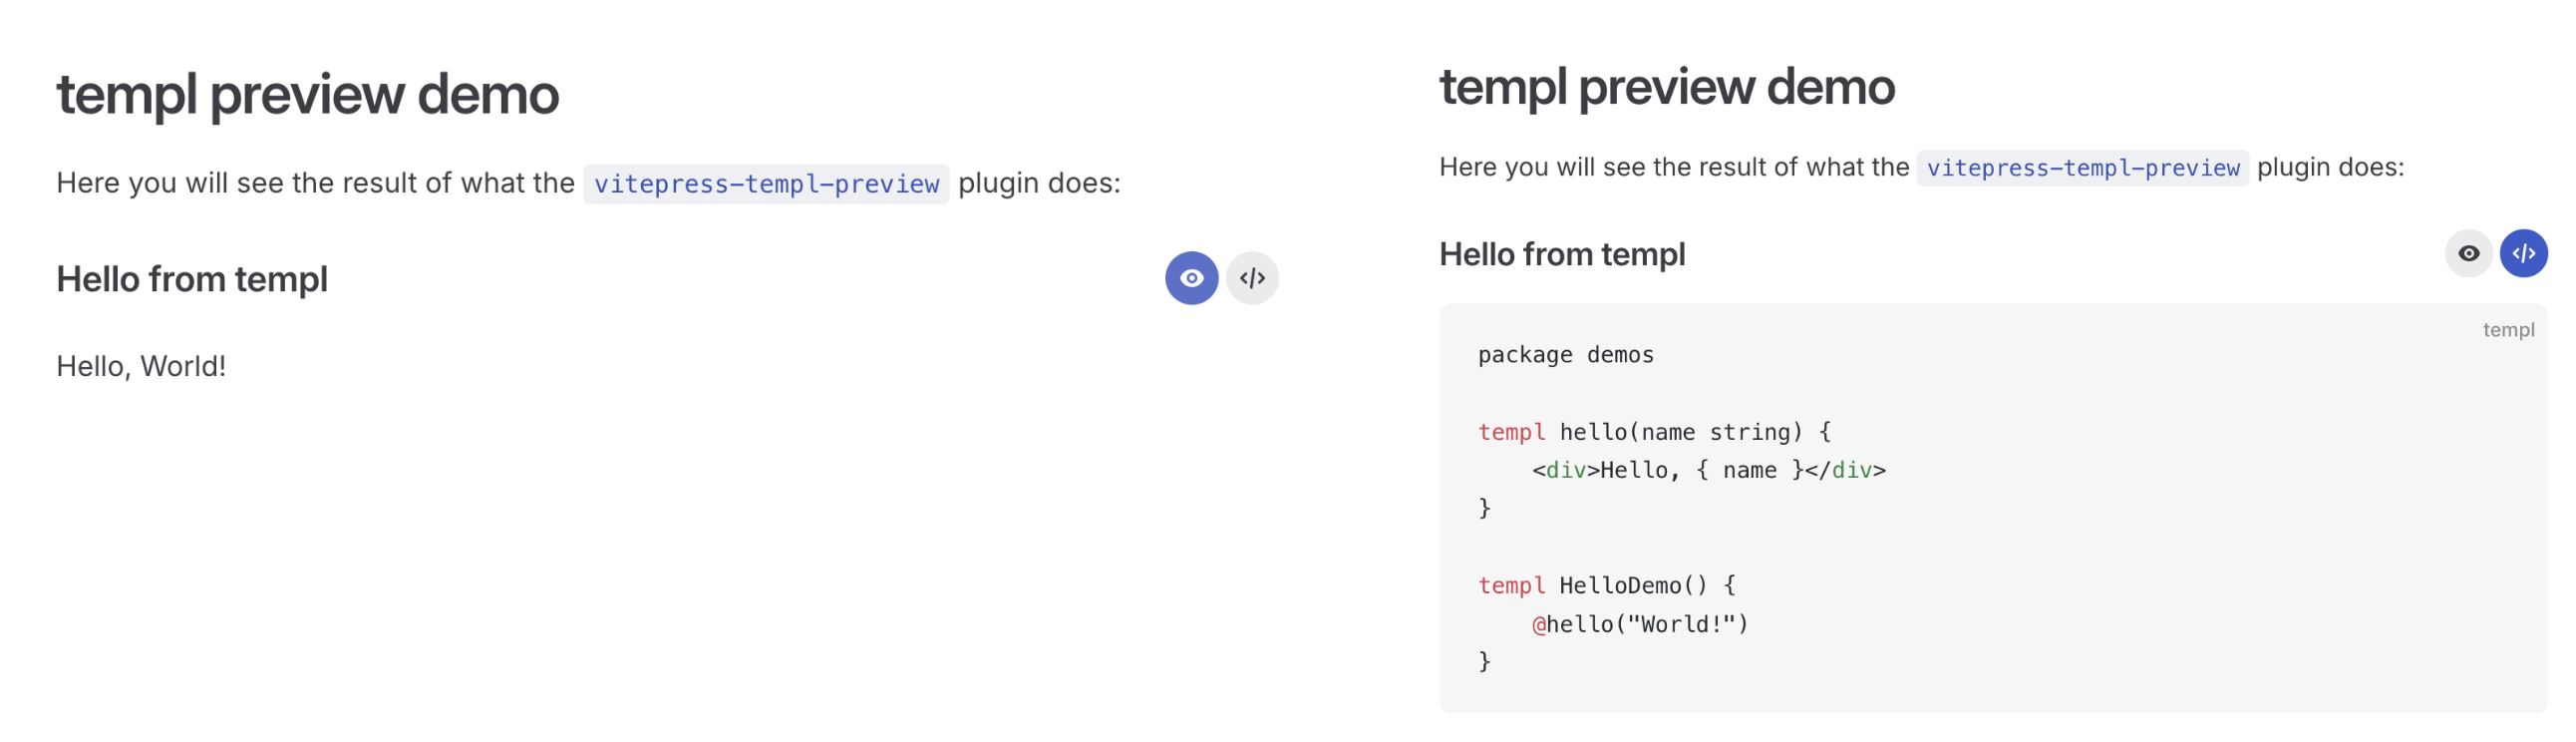 templ preview demo
Here you will see the result of what the vitepress-templ-preview plugin does:
Hello from templ
</>
Hello, World!
templ preview demo
Here you will see the result of what the vitepress-templ-preview plugin does:
Hello from templ
</>
templ
package demos
templ hello(name string) {
    <div>Hello, { name }</div>
}
templ HelloDemo() {
    @hello("World!")
}